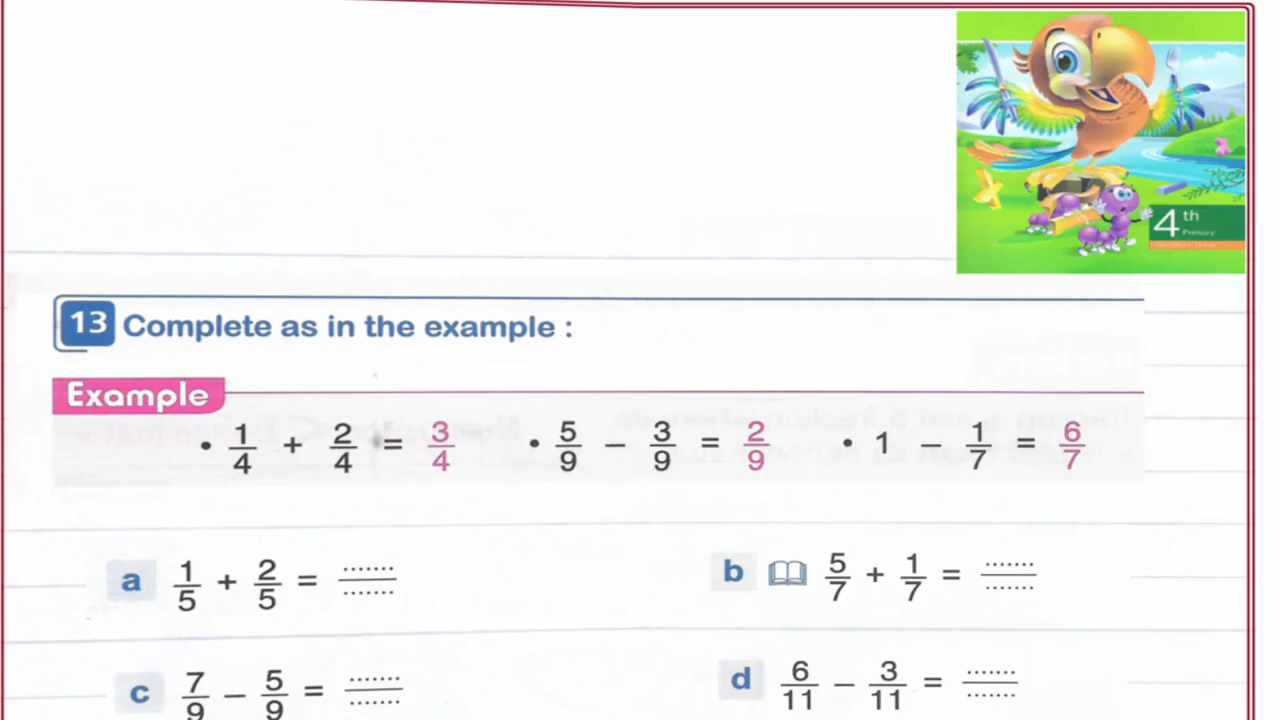 4th
Primary
13 Complete as in the example :
Example
• 1/4 + 2/4 = 3/4 • 5/9 − 3/9 = 2/9 • 1 − 1/7 = 6/7
a 1/5 + 2/5 = ....... / .......
b 5/7 + 1/7 = ....... / .......
c 7/9 − 5/9 = ....... / .......
d 6/11 − 3/11 = ....... / .......